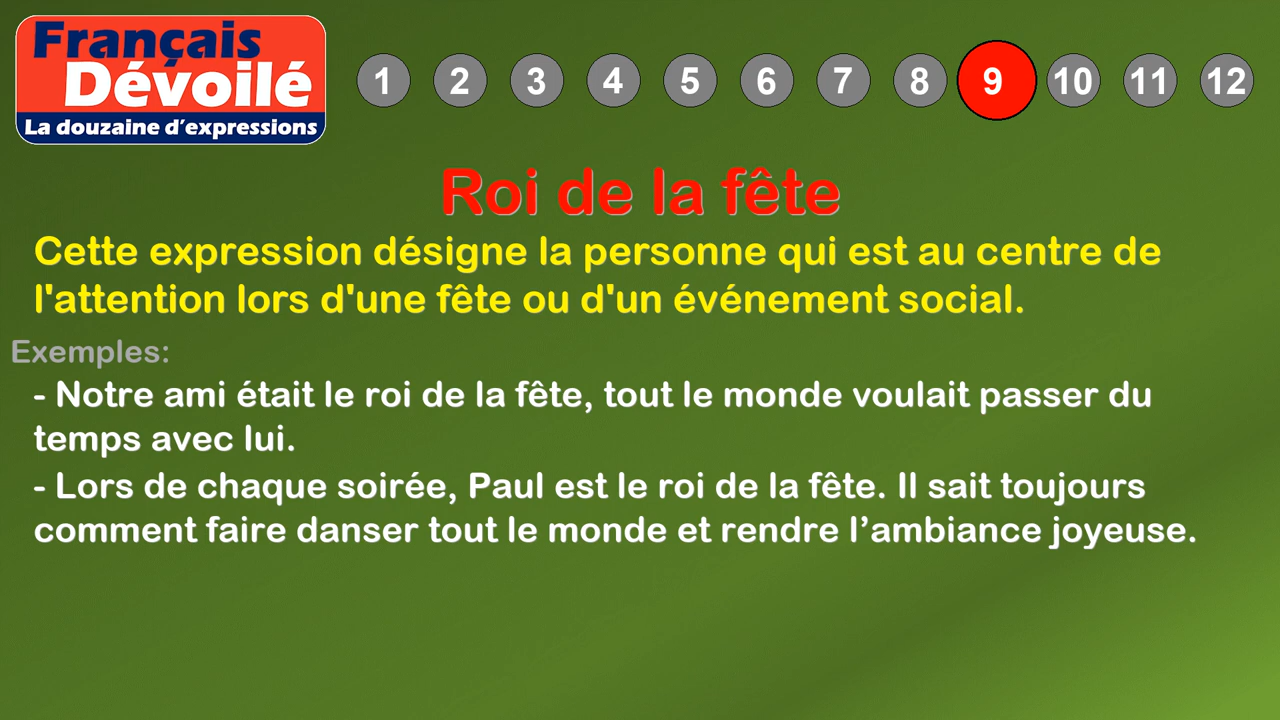 Français
Dévoilé
La douzaine d’expressions
1 2 3 4 5 6 7 8 9 10 11 12
Roi de la fête
Cette expression désigne la personne qui est au centre de
l'attention lors d'une fête ou d'un événement social.
Exemples:
- Notre ami était le roi de la fête, tout le monde voulait passer du
temps avec lui.
- Lors de chaque soirée, Paul est le roi de la fête. Il sait toujours
comment faire danser tout le monde et rendre l’ambiance joyeuse.